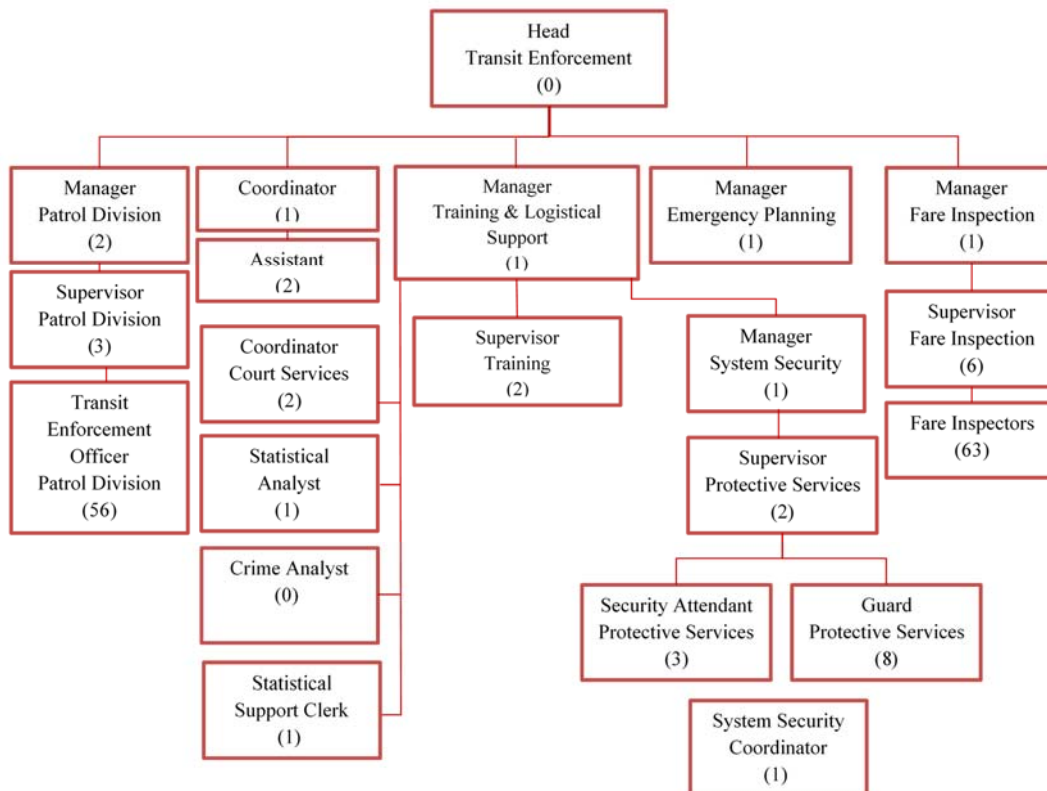 Head
Transit Enforcement
(0)
Manager
Patrol Division
(2)
Supervisor
Patrol Division
(3)
Transit
Enforcement
Officer
Patrol Division
(56)
Coordinator
(1)
Assistant
(2)
Manager
Training & Logistical
Support
(1)
Coordinator
Court Services
(2)
Statistical
Analyst
(1)
Crime Analyst
(0)
Statistical
Support Clerk
(1)
Supervisor
Training
(2)
Manager
System Security
(1)
Supervisor
Protective Services
(2)
Security Attendant
Protective Services
(3)
Guard
Protective Services
(8)
System Security
Coordinator
(1)
Manager
Emergency Planning
(1)
Manager
Fare Inspection
(1)
Supervisor
Fare Inspection
(6)
Fare Inspectors
(63)